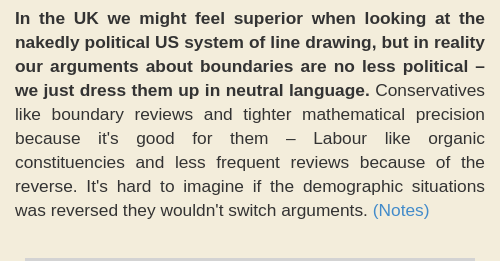 In the UK we might feel superior when looking at the
nakedly political US system of line drawing, but in reality
our arguments about boundaries are no less political –
we just dress them up in neutral language. Conservatives
like boundary reviews and tighter mathematical precision
because it's good for them – Labour like organic
constituencies and less frequent reviews because of the
reverse. It's hard to imagine if the demographic situations
was reversed they wouldn't switch arguments. (Notes)